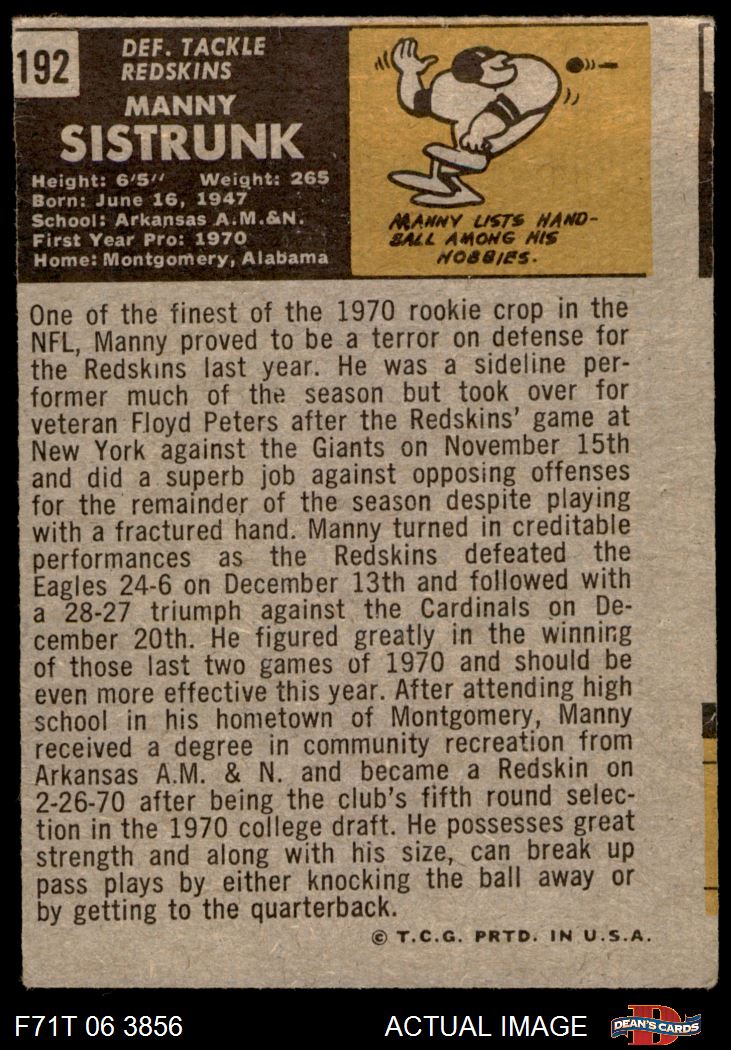 192
DEF. TACKLE
REDSKINS
MANNY
SISTRUNK
Height: 6'5" Weight: 265
Born: June 16, 1947
School: Arkansas A.M.&N.
First Year Pro: 1970
Home: Montgomery, Alabama
MANNY LISTS HAND-
BALL AMONG HIS
HOBBIES.
One of the finest of the 1970 rookie crop in the
NFL, Manny proved to be a terror on defense for
the Redskins last year. He was a sideline per-
former much of the season but took over for
veteran Floyd Peters after the Redskins' game at
New York against the Giants on November 15th
and did a superb job against opposing offenses
for the remainder of the season despite playing
with a fractured hand. Manny turned in creditable
performances as the Redskins defeated the
Eagles 24-6 on December 13th and followed with
a 28-27 triumph against the Cardinals on De-
cember 20th. He figured greatly in the winning
of those last two games of 1970 and should be
even more effective this year. After attending high
school in his hometown of Montgomery, Manny
received a degree in community recreation from
Arkansas A.M. & N. and became a Redskin on
2-26-70 after being the club's fifth round selec-
tion in the 1970 college draft. He possesses great
strength and along with his size, can break up
pass plays by either knocking the ball away or
by getting to the quarterback.
© T.C.G. PRTD. IN U.S.A.
F71T 06 3856 ACTUAL IMAGE
D
DEAN'S CARDS